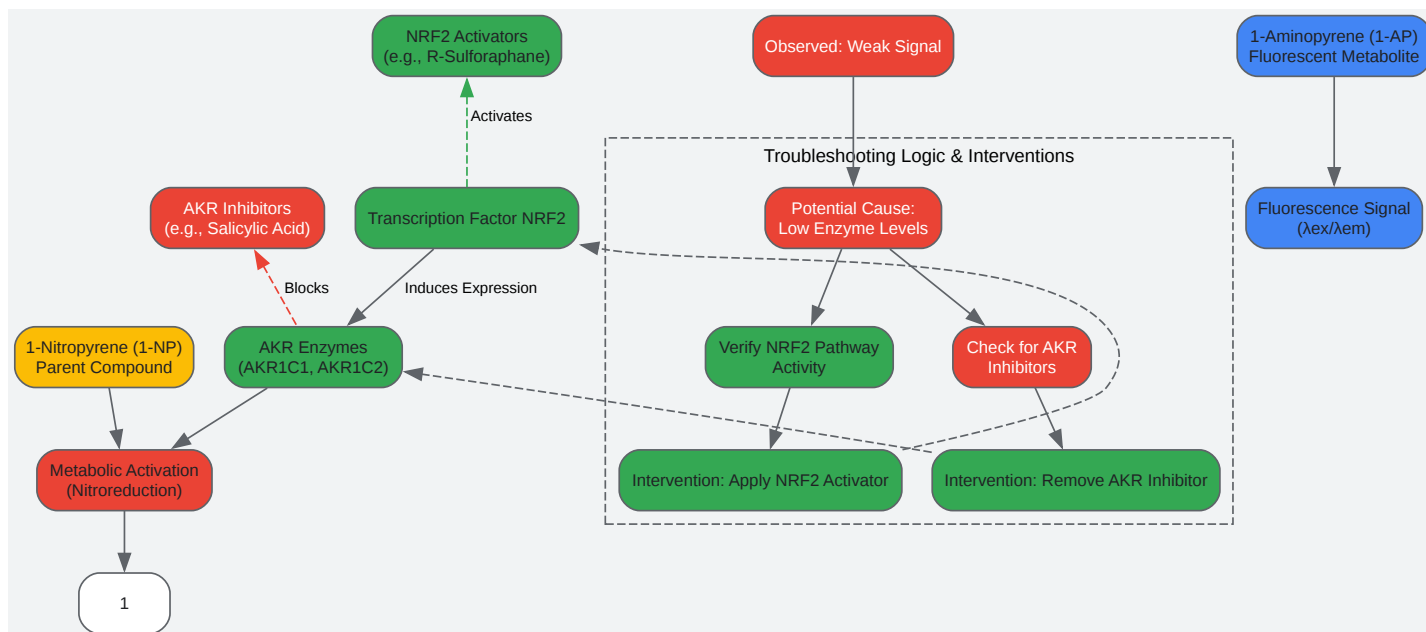 NRF2 Activators
(e.g., R-Sulforaphane)
Observed: Weak Signal
1-Aminopyrene (1-AP)
Fluorescent Metabolite
Activates
Troubleshooting Logic & Interventions
AKR Inhibitors
(e.g., Salicylic Acid)
Transcription Factor NRF2
Potential Cause:
Low Enzyme Levels
Fluorescence Signal
(λex/λem)
Blocks
Induces Expression
1-Nitropyrene (1-NP)
Parent Compound
AKR Enzymes
(AKR1C1, AKR1C2)
Verify NRF2 Pathway
Activity
Check for AKR
Inhibitors
Metabolic Activation
(Nitroreduction)
Intervention: Apply NRF2 Activator
Intervention: Remove AKR Inhibitor
1